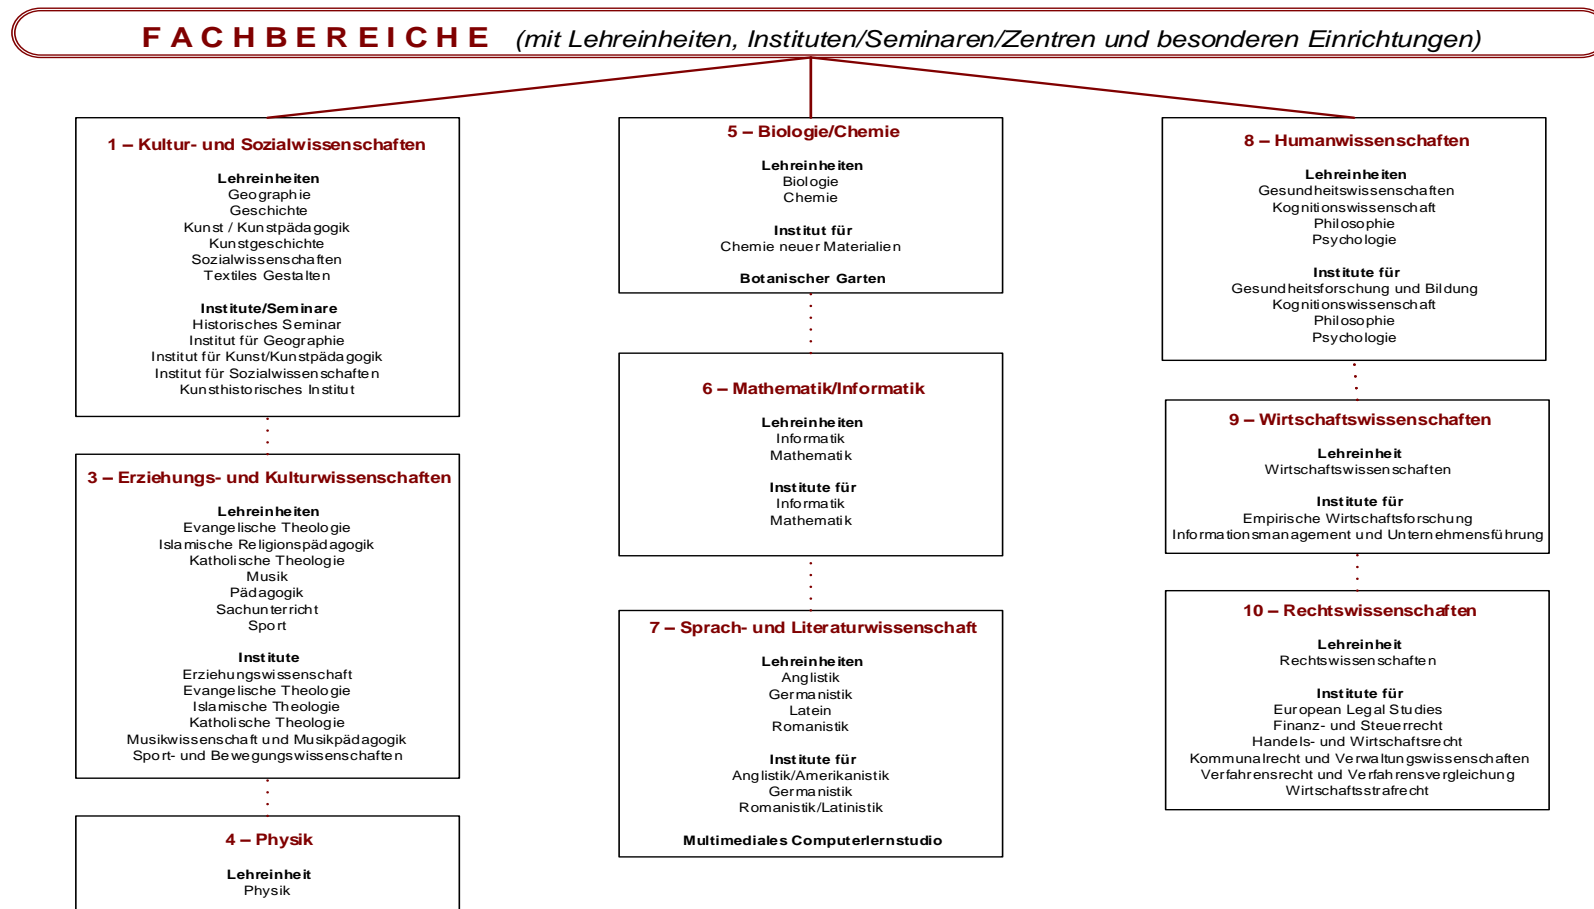 FACHBEREICHE (mit Lehreinheiten, Instituten/Seminaren/Zentren und besonderen Einrichtungen)
1 – Kultur- und Sozialwissenschaften
Lehreinheiten
Geographie
Geschichte
Kunst / Kunstpädagogik
Kunstgeschichte
Sozialwissenschaften
Textiles Gestalten
Institute/Seminare
Historisches Seminar
Institut für Geographie
Institut für Kunst/Kunstpädagogik
Institut für Sozialwissenschaften
Kunsthistorisches Institut
3 – Erziehungs- und Kulturwissenschaften
Lehreinheiten
Evangelische Theologie
Islamische Religionspädagogik
Katholische Theologie
Musik
Pädagogik
Sachunterricht
Sport
Institute
Erziehungswissenschaft
Evangelische Theologie
Islamische Theologie
Katholische Theologie
Musikwissenschaft und Musikpädagogik
Sport- und Bewegungswissenschaften
4 – Physik
Lehreinheit
Physik
5 – Biologie/Chemie
Lehreinheiten
Biologie
Chemie
Institut für
Chemie neuer Materialien
Botanischer Garten
6 – Mathematik/Informatik
Lehreinheiten
Informatik
Mathematik
Institute für
Informatik
Mathematik
7 – Sprach- und Literaturwissenschaft
Lehreinheiten
Anglistik
Germanistik
Latein
Romanistik
Institute für
Anglistik/Amerikanistik
Germanistik
Romanistik/Latinistik
Multimediales Computerlernstudio
8 – Humanwissenschaften
Lehreinheiten
Gesundheitswissenschaften
Kognitionswissenschaft
Philosophie
Psychologie
Institute für
Gesundheitsforschung und Bildung
Kognitionswissenschaft
Philosophie
Psychologie
9 – Wirtschaftswissenschaften
Lehreinheit
Wirtschaftswissenschaften
Institute für
Empirische Wirtschaftsforschung
Informationsmanagement und Unternehmensführung
10 – Rechtswissenschaften
Lehreinheit
Rechtswissenschaften
Institute für
European Legal Studies
Finanz- und Steuerrecht
Handels- und Wirtschaftsrecht
Kommunalrecht und Verwaltungswissenschaften
Verfahrensrecht und Verfahrensvergleichung
Wirtschaftsstrafrecht